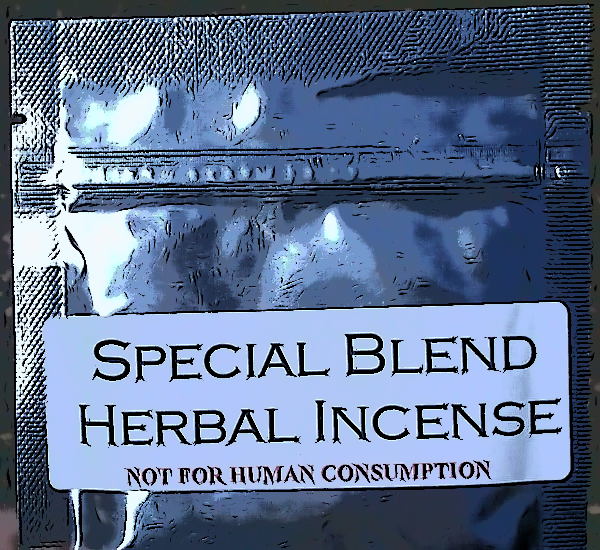 Special Blend
Herbal Incense
NOT FOR HUMAN CONSUMPTION